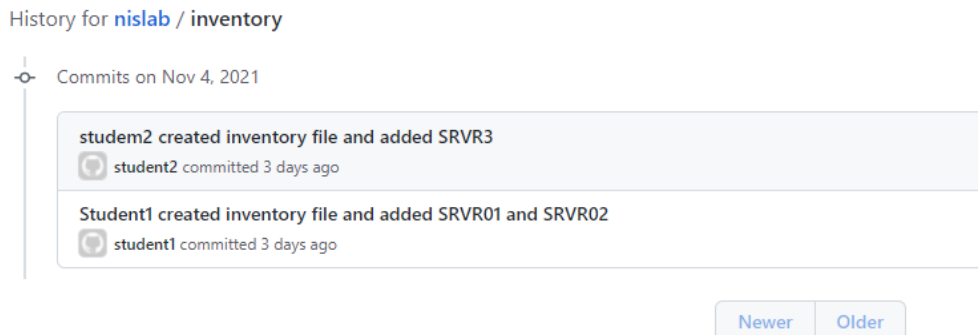 History for nislab / inventory
Commits on Nov 4, 2021
studem2 created inventory file and added SRVR3
student2 committed 3 days ago
Student1 created inventory file and added SRVR01 and SRVR02
student1 committed 3 days ago
Newer Older